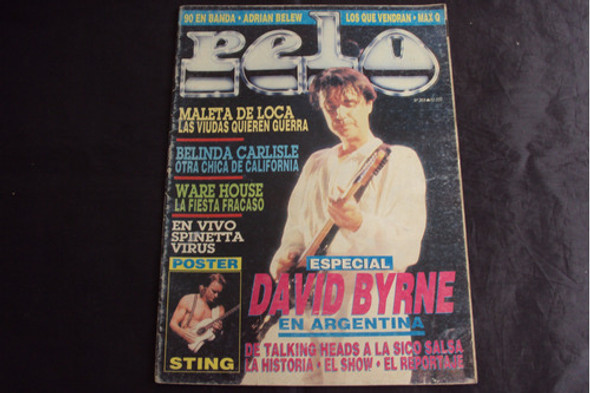 90 EN BANDA • ADRIAN BELEW
LOS QUE VENDRAN • MAX Q
pelo
MALETA DE LOCA
LAS VIUDAS QUIEREN GUERRA
BELINDA CARLISLE
OTRA CHICA DE CALIFORNIA
WARE HOUSE
LA FIESTA FRACASO
EN VIVO
SPINETTA
VIRUS
POSTER
STING
ESPECIAL
DAVID BYRNE
EN ARGENTINA
DE TALKING HEADS A LA SICO SALSA
LA HISTORIA • EL SHOW • EL REPORTAJE